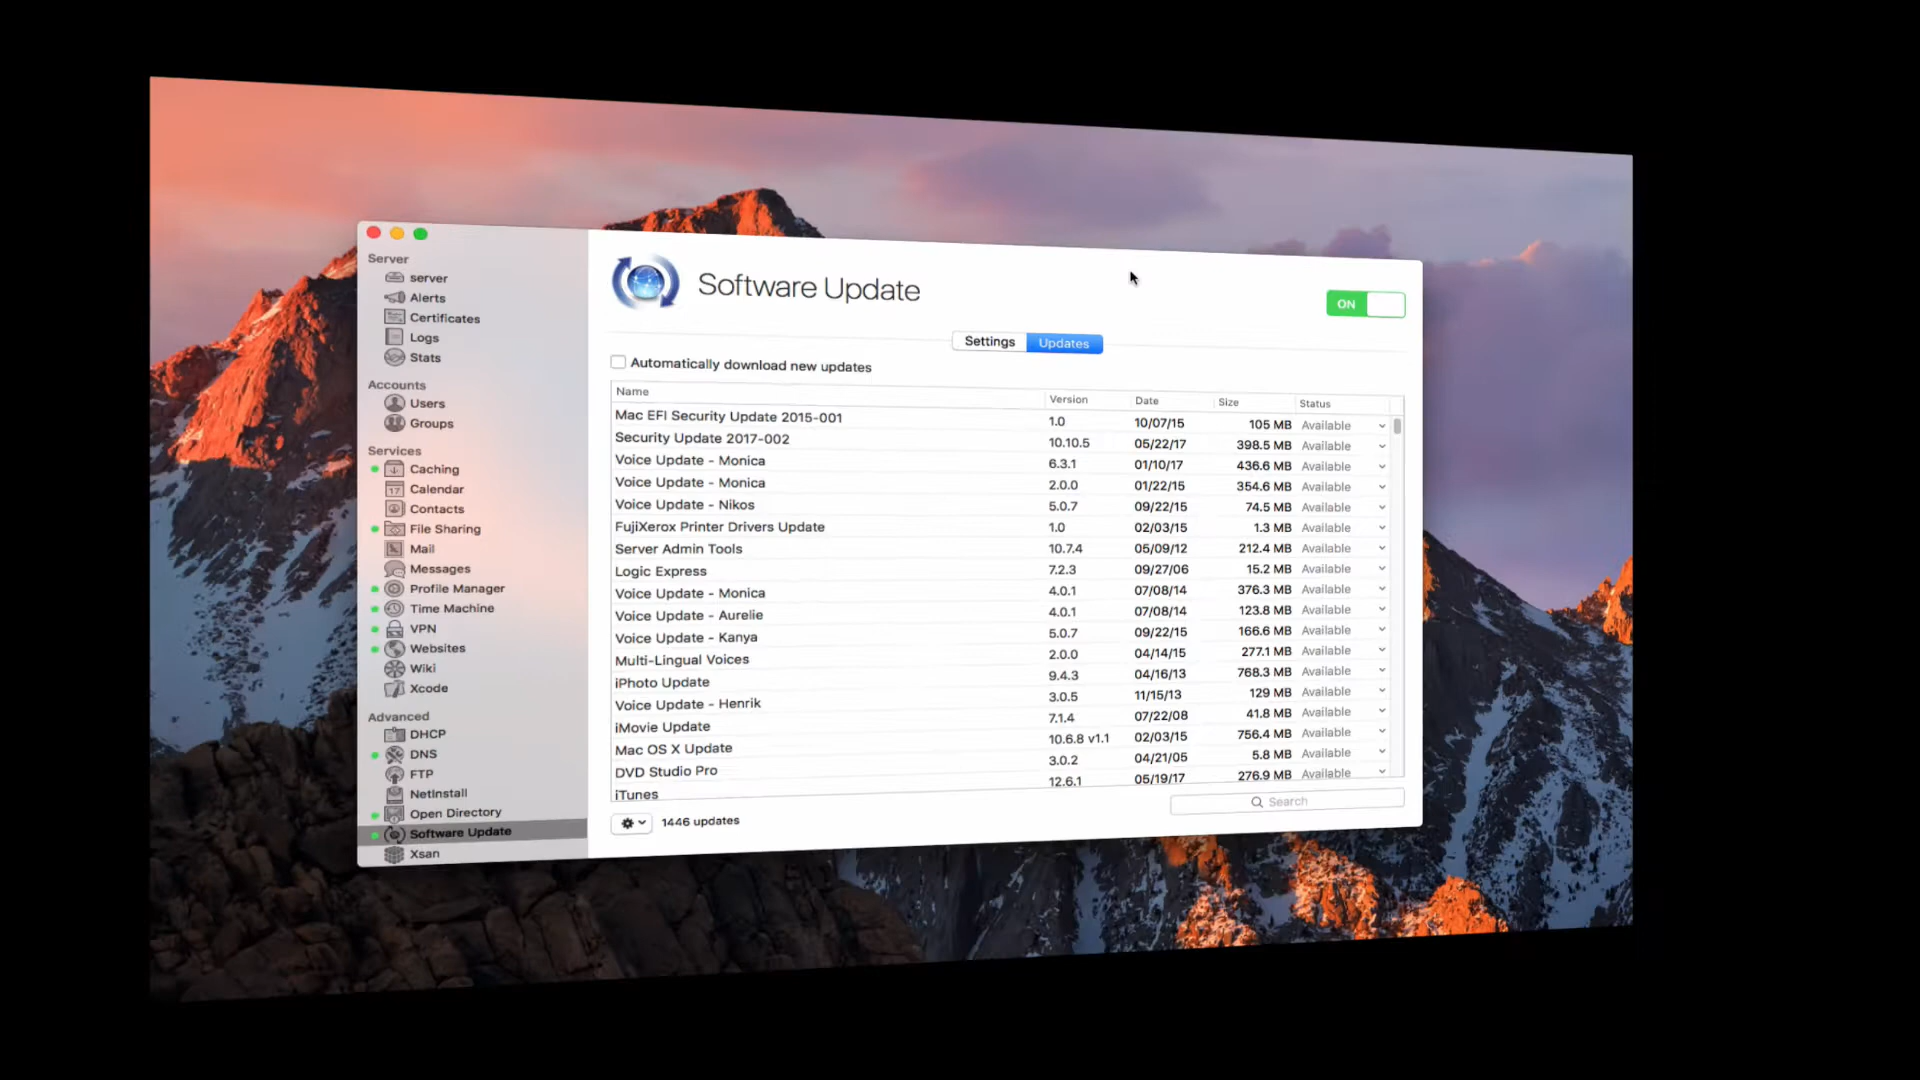 Server
server
Alerts
Certificates
Logs
Stats
Accounts
Users
Groups
Services
Caching
17 Calendar
Contacts
File Sharing
Mail
Messages
Profile Manager
Time Machine
VPN
Websites
Wiki
Xcode
Advanced
DHCP
DNS
FTP
NetInstall
Open Directory
Software Update
Xsan
Software Update
ON
Settings Updates
Automatically download new updates
Name Version Date Size Status
Mac EFI Security Update 2015-001 1.0 10/07/15 105 MB Available
Security Update 2017-002 10.10.5 05/22/17 398.5 MB Available
Voice Update - Monica 6.3.1 01/10/17 436.6 MB Available
Voice Update - Monica 2.0.0 01/22/15 354.6 MB Available
Voice Update - Nikos 5.0.7 09/22/15 74.5 MB Available
FujiXerox Printer Drivers Update 1.0 02/03/15 1.3 MB Available
Server Admin Tools 10.7.4 05/09/12 212.4 MB Available
Logic Express 7.2.3 09/27/06 15.2 MB Available
Voice Update - Monica 4.0.1 07/08/14 376.3 MB Available
Voice Update - Aurelie 4.0.1 07/08/14 123.8 MB Available
Voice Update - Kanya 5.0.7 09/22/15 166.6 MB Available
Multi-Lingual Voices 2.0.0 04/14/15 277.1 MB Available
iPhoto Update 9.4.3 04/16/13 768.3 MB Available
Voice Update - Henrik 3.0.5 11/15/13 129 MB Available
iMovie Update 7.1.4 07/22/08 41.8 MB Available
Mac OS X Update 10.6.8 v1.1 02/03/15 756.4 MB Available
DVD Studio Pro 3.0.2 04/21/05 5.8 MB Available
iTunes 12.6.1 05/19/17 276.9 MB Available
1446 updates
Search